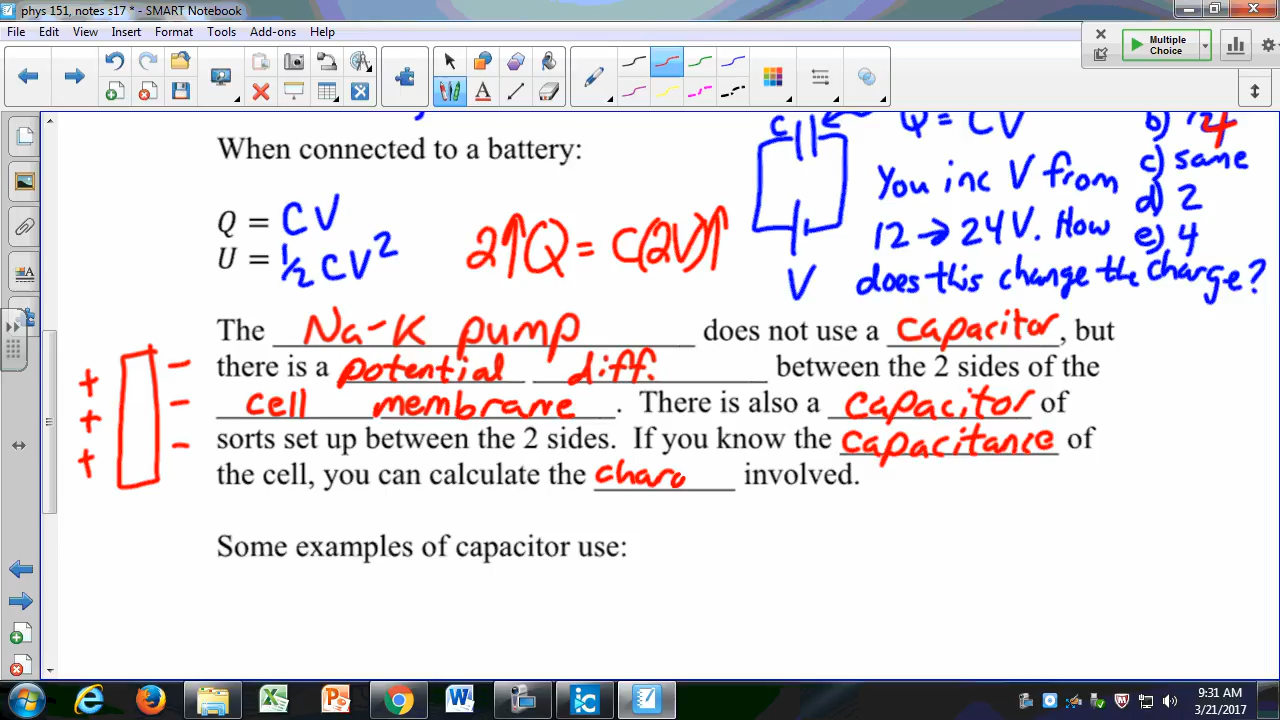 phys 151, notes s17 * - SMART Notebook
File Edit View Insert Format Tools Add-ons Help
Multiple Choice
When connected to a battery:
Q = CV
U = 1/2 CV²
2↑Q = C(2V)↑
C
V
Q = CV
You inc V from
12 → 24V. How
does this change the charge?
b)
4
c) same
d) 2
e) 4
The Na-K pump does not use a capacitor, but
there is a potential diff. between the 2 sides of the
cell membrane. There is also a capacitor of
sorts set up between the 2 sides. If you know the capacitance of
the cell, you can calculate the charg involved.
+ -
+ -
+ -
Some examples of capacitor use:
9:31 AM
3/21/2017